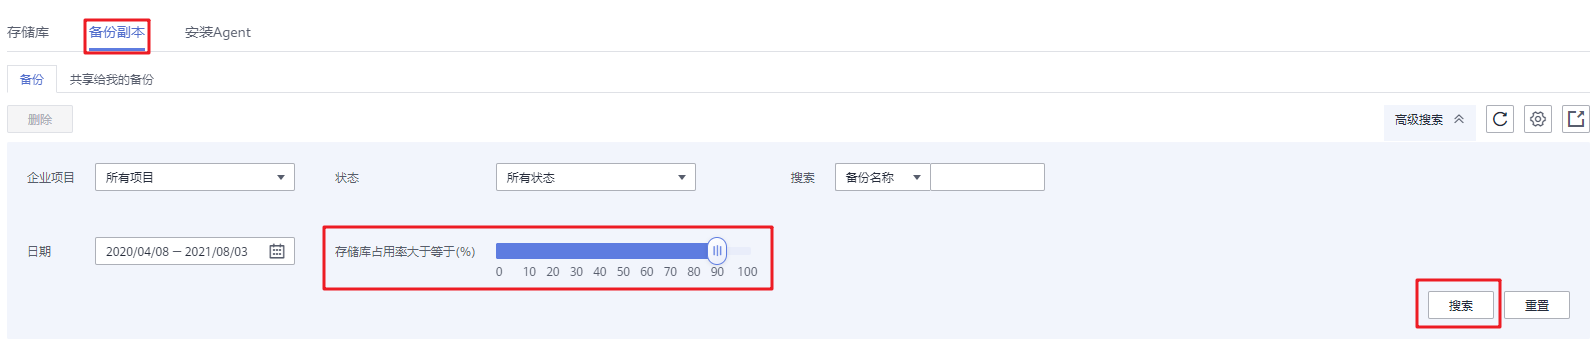 存储库 备份副本 安装Agent
备份 共享给我的备份
删除 高级搜索
企业项目 所有项目 状态 所有状态 搜索 备份名称
日期 2020/04/08 – 2021/08/03 存储库占用率大于等于(%)
0 10 20 30 40 50 60 70 80 90 100
搜索 重置